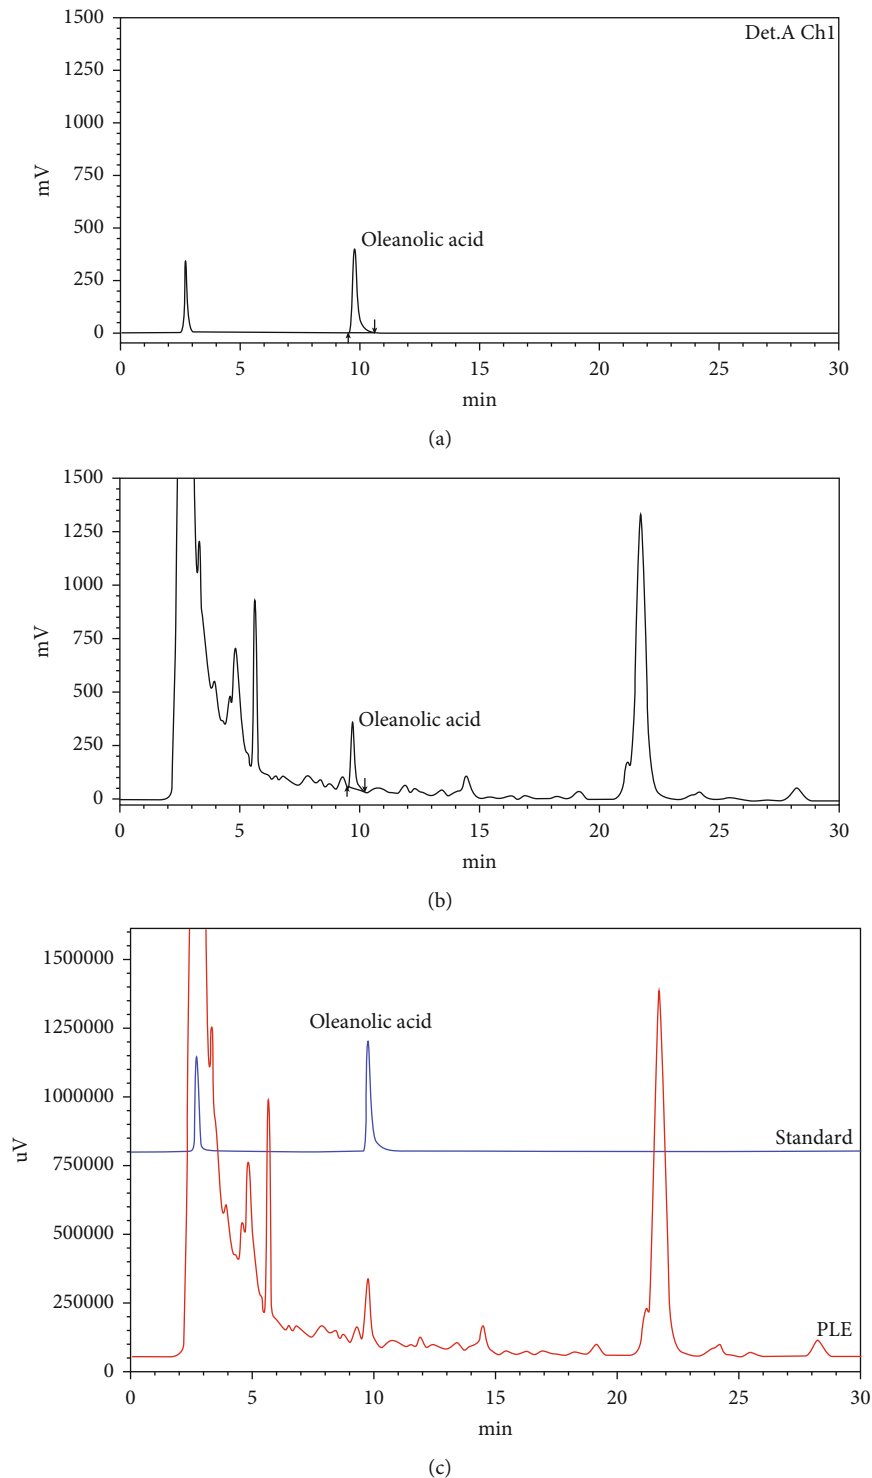 1500
Det.A Ch1
1250
1000
750
mV
500
Oleanolic acid
250
0
0 5 10 15 20 25 30
min
(a)
1500
1250
1000
750
mV
500
Oleanolic acid
250
0
0 5 10 15 20 25 30
min
(b)
1500000
1250000
Oleanolic acid
1000000
uV
Standard
750000
500000
250000
PLE
0
0 5 10 15 20 25 30
min
(c)